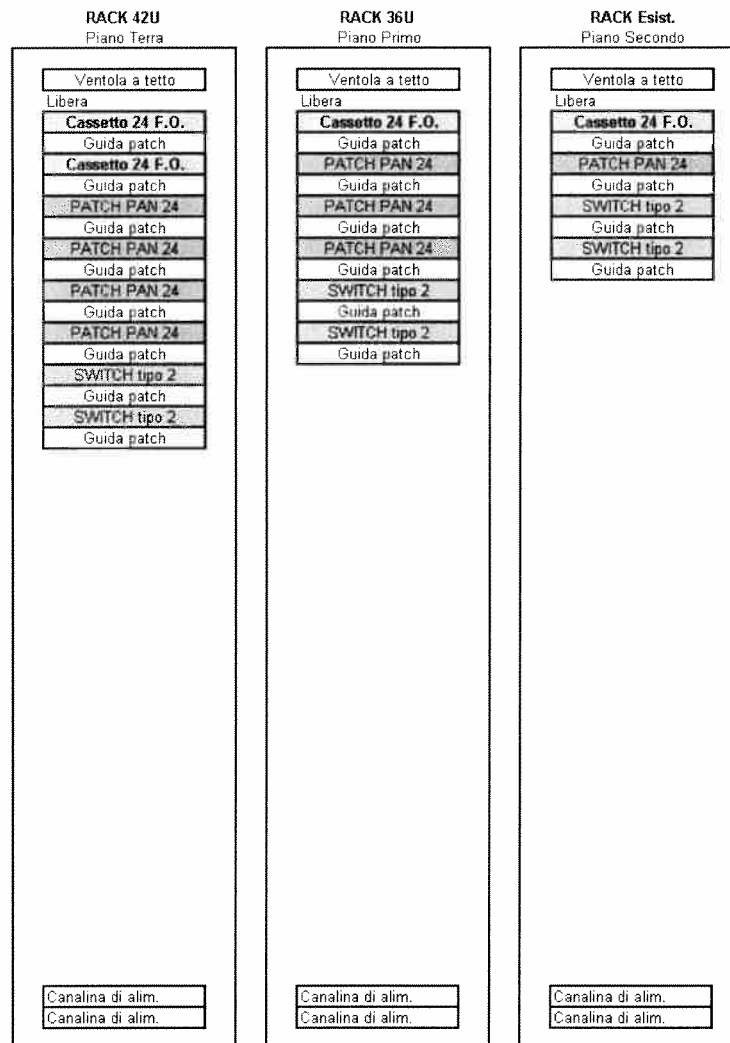 RACK 42U
Piano Terra
Ventola a tetto
Libera
Cassetto 24 F.O.
Guida patch
Cassetto 24 F.O.
Guida patch
PATCH PAN 24
Guida patch
PATCH PAN 24
Guida patch
PATCH PAN 24
Guida patch
PATCH PAN 24
Guida patch
SWITCH tipo 2
Guida patch
SWITCH tipo 2
Guida patch
Canalina di alim.
Canalina di alim.
RACK 36U
Piano Primo
Ventola a tetto
Libera
Cassetto 24 F.O.
Guida patch
PATCH PAN 24
Guida patch
PATCH PAN 24
Guida patch
PATCH PAN 24
Guida patch
SWITCH tipo 2
Guida patch
SWITCH tipo 2
Guida patch
Canalina di alim.
Canalina di alim.
RACK Esist.
Piano Secondo
Ventola a tetto
Libera
Cassetto 24 F.O.
Guida patch
PATCH PAN 24
Guida patch
SWITCH tipo 2
Guida patch
SWITCH tipo 2
Guida patch
Canalina di alim.
Canalina di alim.